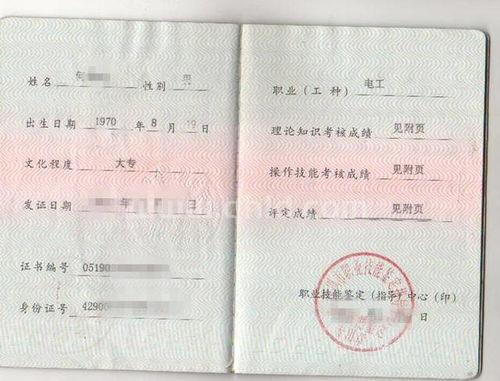 姓名 性别 男
出生日期 1970 年 8 月 19 日
文化程度 大专
发证日期 年 日
证书编号 05190
身份证号 42900
职业（工种） 电工
理论知识考核成绩 见附页
操作技能考核成绩 见附页
评定成绩 见附页
职业技能鉴定（指导）中心（印）
日